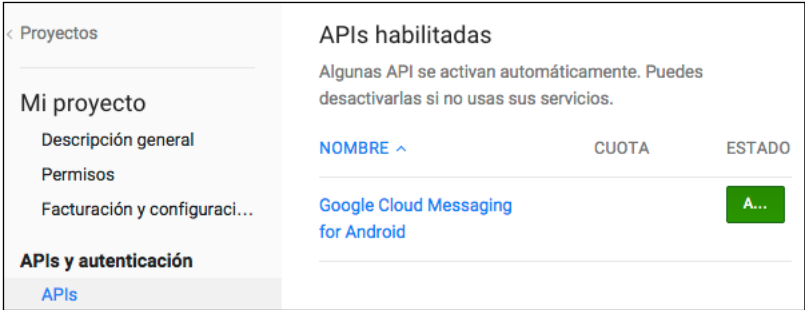 Proyectos
Mi proyecto
Descripción general
Permisos
Facturación y configuraci...
APIs y autenticación
APIs
APIs habilitadas
Algunas API se activan automáticamente. Puedes
desactivarlas si no usas sus servicios.
NOMBRE CUOTA ESTADO
Google Cloud Messaging
for Android
A...